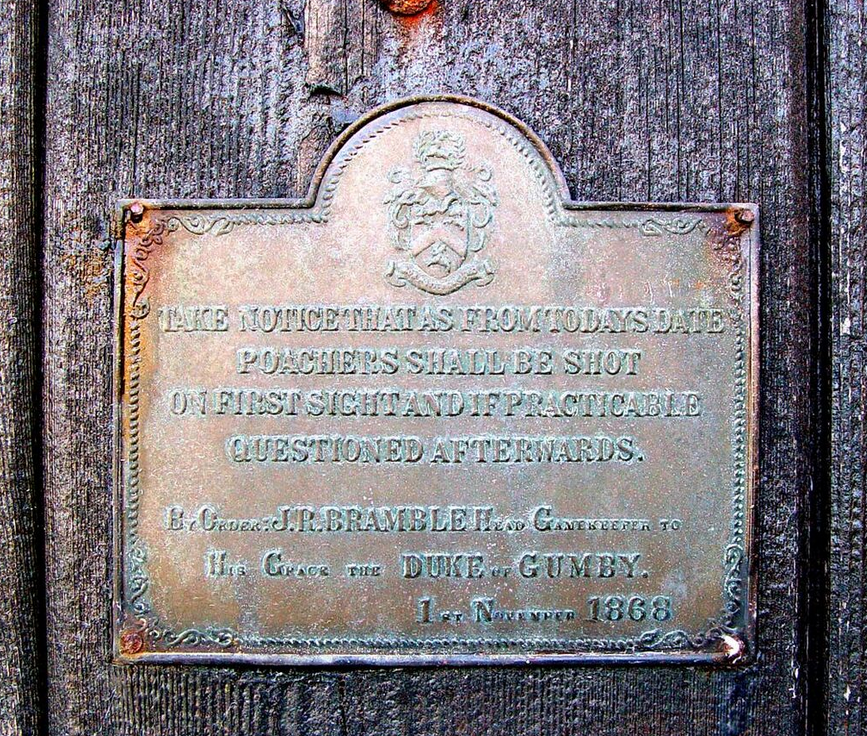 TAKE NOTICE THAT AS FROM TODAYS DATE
POACHERS SHALL BE SHOT
ON FIRST SIGHT AND IF PRACTICABLE
QUESTIONED AFTERWARDS.
BY ORDER: J.R. BRAMBLE HEAD GAMEKEEPER TO
HIS GRACE THE DUKE OF GUMBY.
1ST NOVEMBER 1868